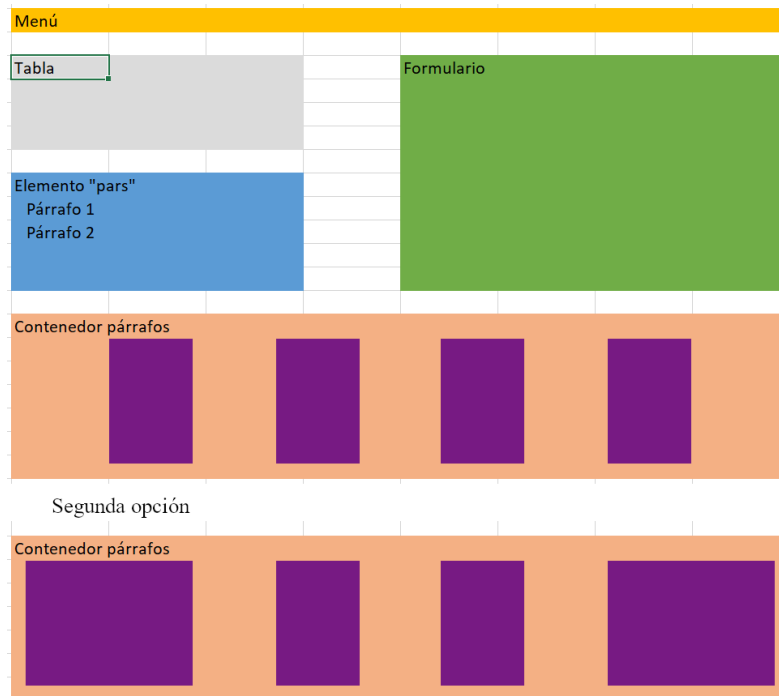 Menú
Tabla
Formulario
Elemento "pars"
Párrafo 1
Párrafo 2
Contenedor párrafos
Segunda opción
Contenedor párrafos